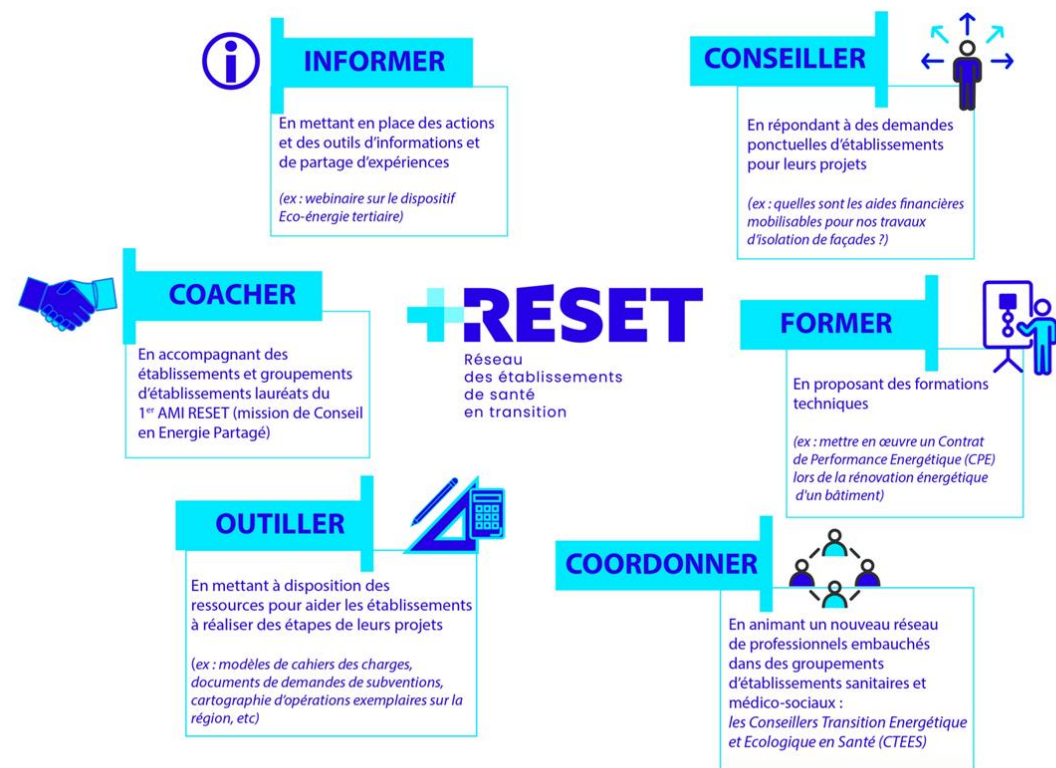 INFORMER
En mettant en place des actions
et des outils d'informations et
de partage d'expériences
(ex : webinaire sur le dispositif
Eco-énergie tertiaire)
CONSEILLER
En répondant à des demandes
ponctuelles d'établissements
pour leurs projets
(ex : quelles sont les aides financières
mobilisables pour nos travaux
d'isolation de façades ?)
COACHER
En accompagnant des
établissements et groupements
d'établissements lauréats du
1er AMI RESET (mission de Conseil
en Energie Partagé)
RÉSET
Réseau
des établissements
de santé
en transition
FORMER
En proposant des formations
techniques
(ex : mettre en œuvre un Contrat
de Performance Energétique (CPE)
lors de la rénovation énergétique
d'un bâtiment)
OUTILLER
En mettant à disposition des
ressources pour aider les établissements
à réaliser des étapes de leurs projets
(ex : modèles de cahiers des charges,
documents de demandes de subventions,
cartographie d'opérations exemplaires sur la
région, etc)
COORDONNER
En animant un nouveau réseau
de professionnels embauchés
dans des groupements
d'établissements sanitaires et
médico-sociaux :
les Conseillers Transition Energétique
et Ecologique en Santé (CTEES)